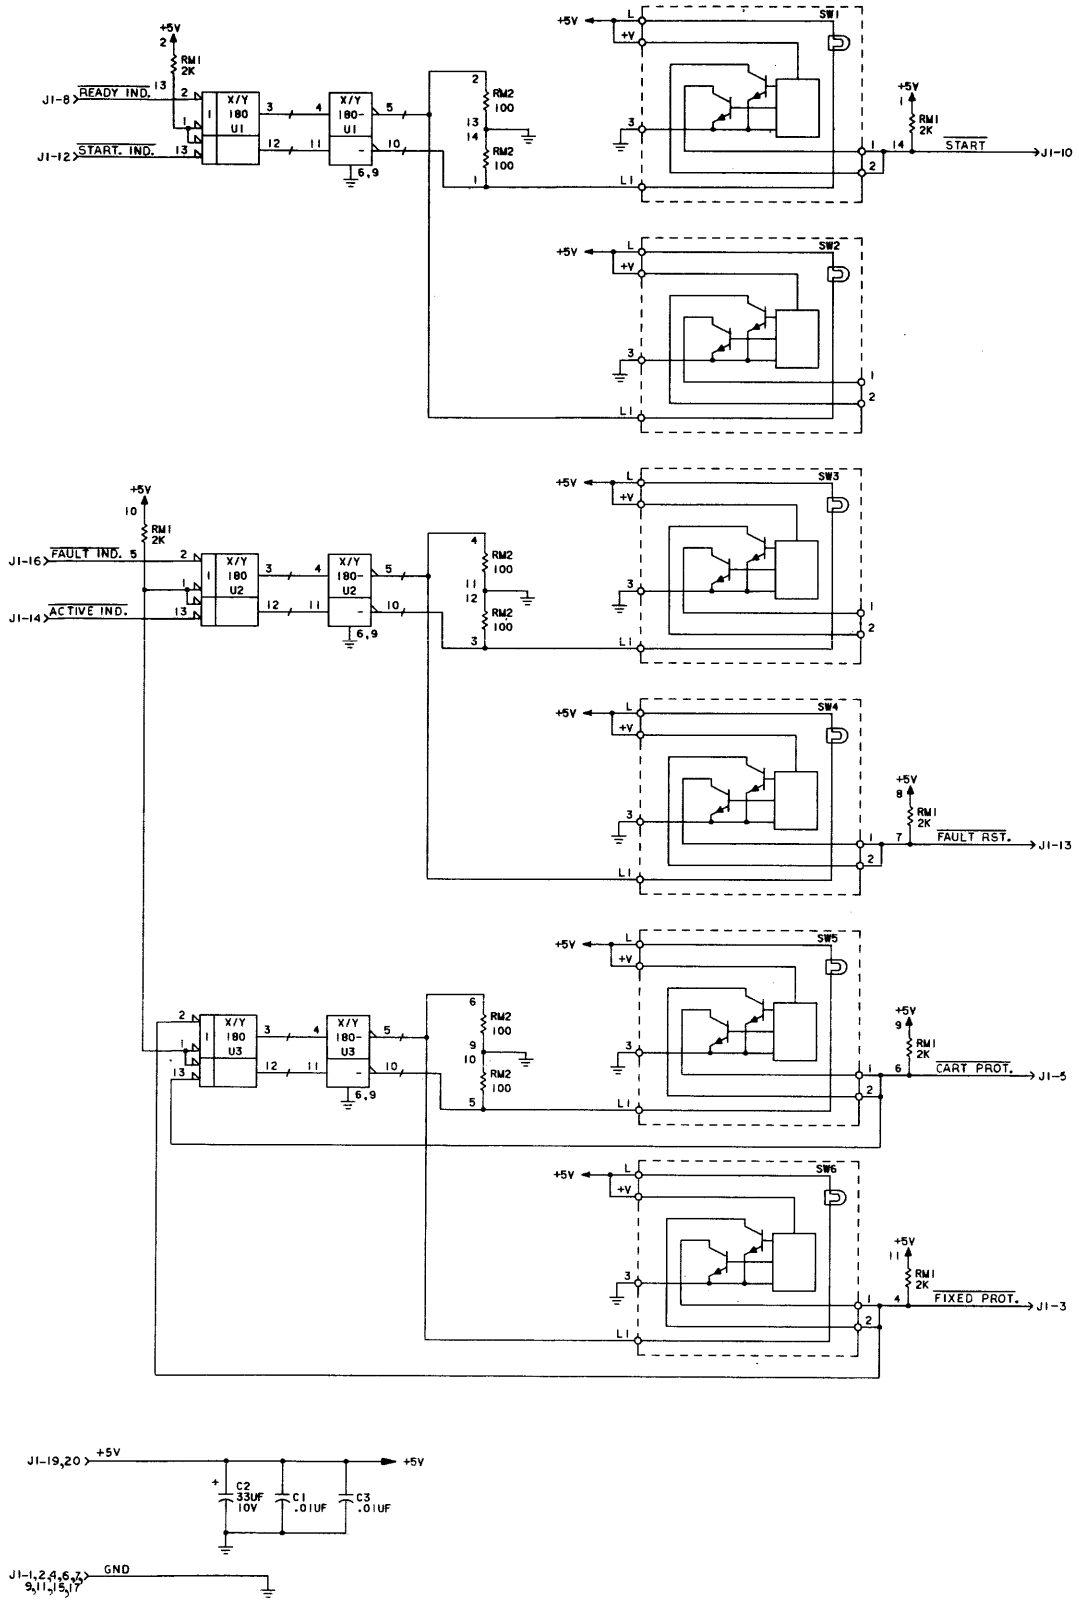 +5V
2
RM1
2K
J1-8 READY IND. 13 2
X/Y
180
U1
1
1
3
4
X/Y
180-
U1
5
J1-12 START. IND. 13
12
11
-
10
6,9
2
RM2
100
13
14
RM2
100
1
+5V
L
+V
SW1
3
L1
1
2
14
+5V
1
RM1
2K
START J1-10
+5V
L
+V
SW2
3
1
2
L1
+5V
10
RM1
2K
J1-16 FAULT IND. 5 2
1
1
X/Y
180
U2
3
4
X/Y
180-
U2
5
J1-14 ACTIVE IND. 13
12
11
-
10
6,9
4
RM2
100
11
12
RM2
100
3
+5V
L
+V
SW3
3
1
2
L1
+5V
L
+V
SW4
3
1
2
L1
7
+5V
8
RM1
2K
FAULT RST. J1-13
2
1
13
1
X/Y
180
U3
3
12
4
11
X/Y
180-
U3
-
5
10
6,9
6
RM2
100
9
10
RM2
100
5
+5V
L
+V
SW5
3
1
2
L1
6
+5V
9
RM1
2K
CART PROT. J1-5
+5V
L
+V
SW6
3
1
2
L1
4
+5V
11
RM1
2K
FIXED PROT. J1-3
J1-19,20 +5V
+5V
+
C2
33UF
10V
C1
.01UF
C3
.01UF
J1-1,2,4,6,7, GND
9,11,15,17